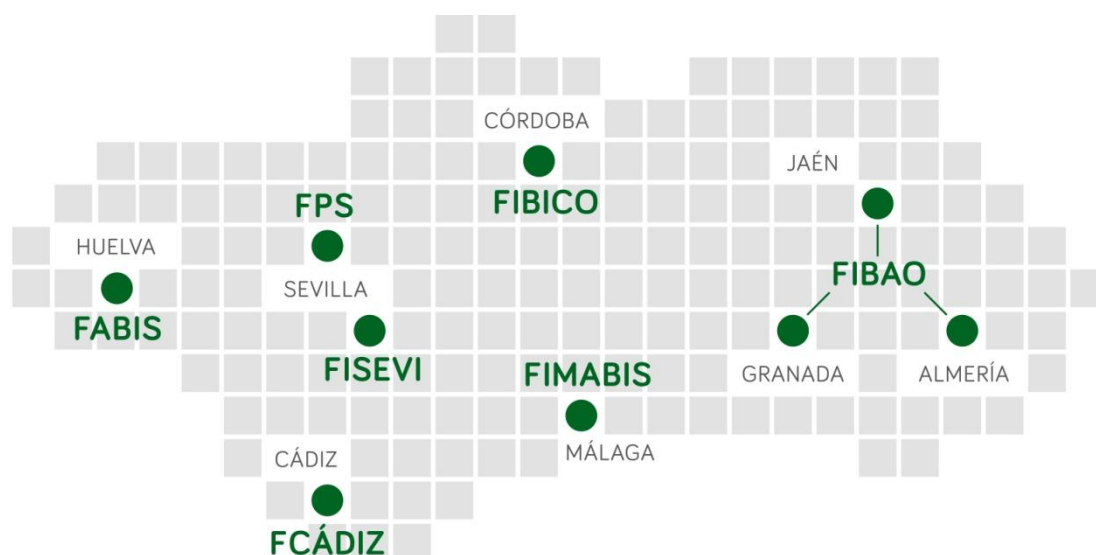 CÓRDOBA
FIBICO
JAÉN
FPS
SEVILLA
HUELVA
FABIS
FIBAO
FISEVI
FIMABIS
MÁLAGA
GRANADA
ALMERÍA
CÁDIZ
FCÁDIZ